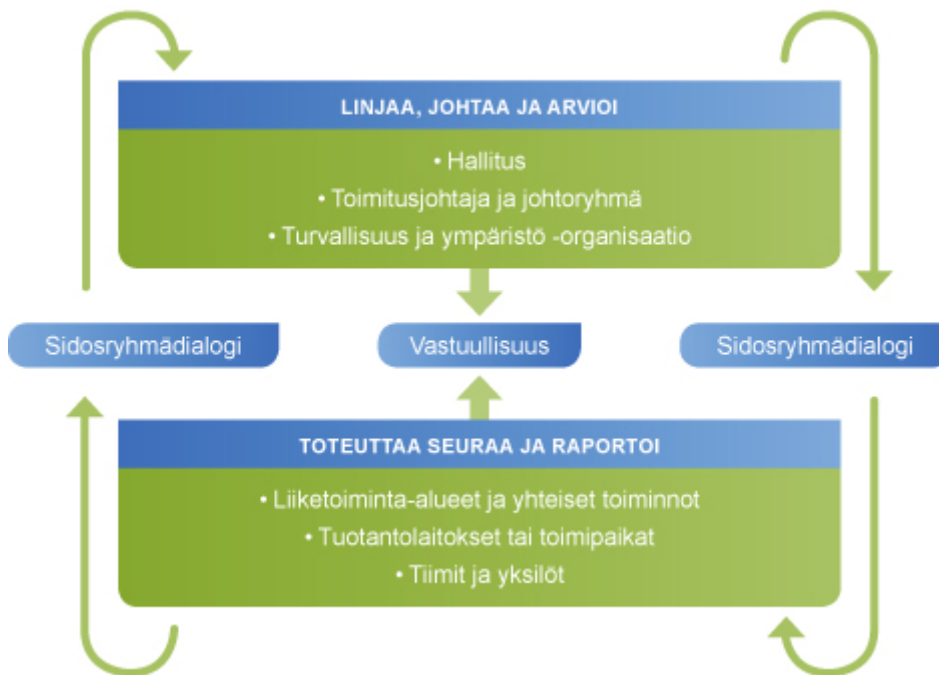 LINJAA, JOHTAA JA ARVIOI
• Hallitus
• Toimitusjohtaja ja johtoryhmä
• Turvallisuus ja ympäristö -organisaatio
Sidosryhmädialogi
Vastuullisuus
Sidosryhmädialogi
TOTEUTTAA SEURAA JA RAPORTOI
• Liiketoiminta-alueet ja yhteiset toiminnot
• Tuotantolaitokset tai toimipaikat
• Tiimit ja yksilöt